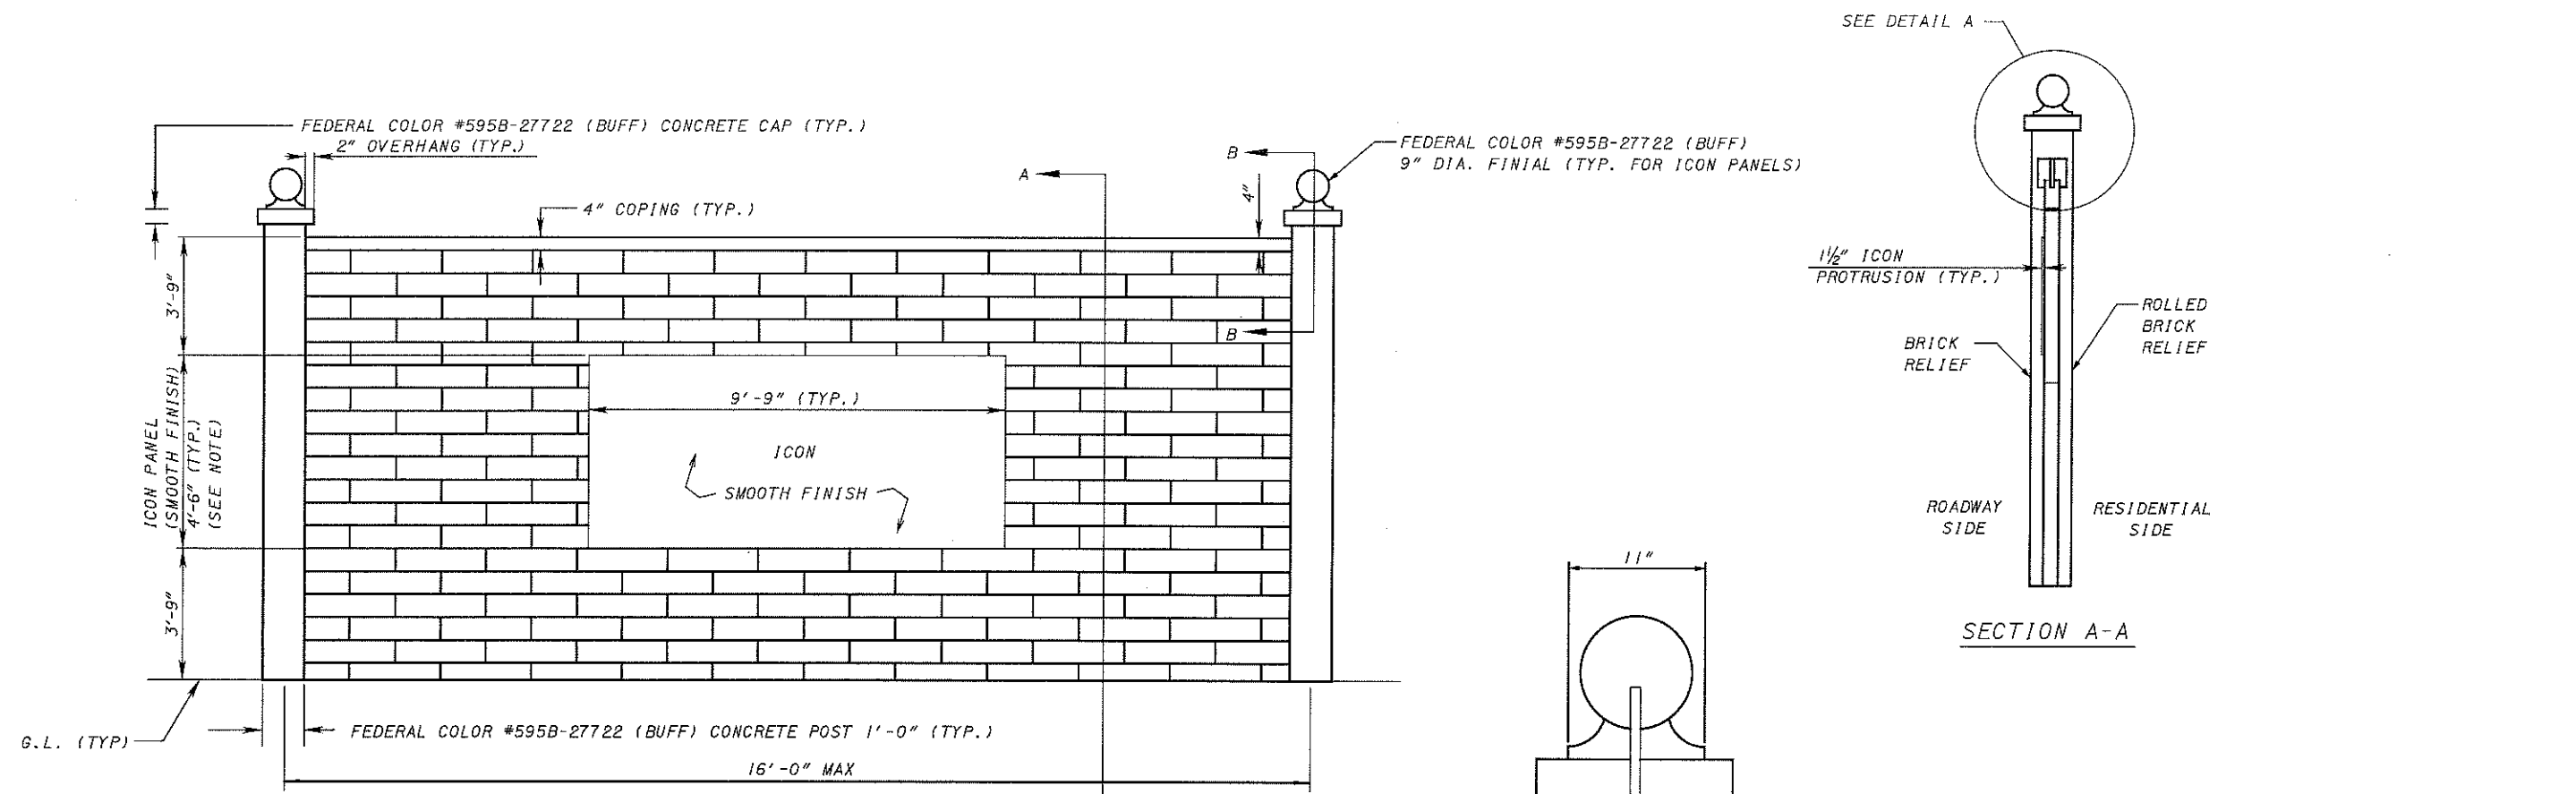 SEE DETAIL A
FEDERAL COLOR #595B-27722 (BUFF) CONCRETE CAP (TYP.)
2" OVERHANG (TYP.)
B
FEDERAL COLOR #595B-27722 (BUFF)
9" DIA. FINIAL (TYP. FOR ICON PANELS)
A
4"
4" COPING (TYP.)
3'-9"
B
1½" ICON
PROTRUSION (TYP.)
ROLLED
BRICK
RELIEF
BRICK
RELIEF
ICON PANEL
(SMOOTH FINISH)
4'-6" (TYP.)
(SEE NOTE)
9'-9" (TYP.)
ICON
SMOOTH FINISH
ROADWAY
SIDE
RESIDENTIAL
SIDE
3'-9"
11"
SECTION A-A
G.L. (TYP)
FEDERAL COLOR #595B-27722 (BUFF) CONCRETE POST 1'-0" (TYP.)
16'-0" MAX